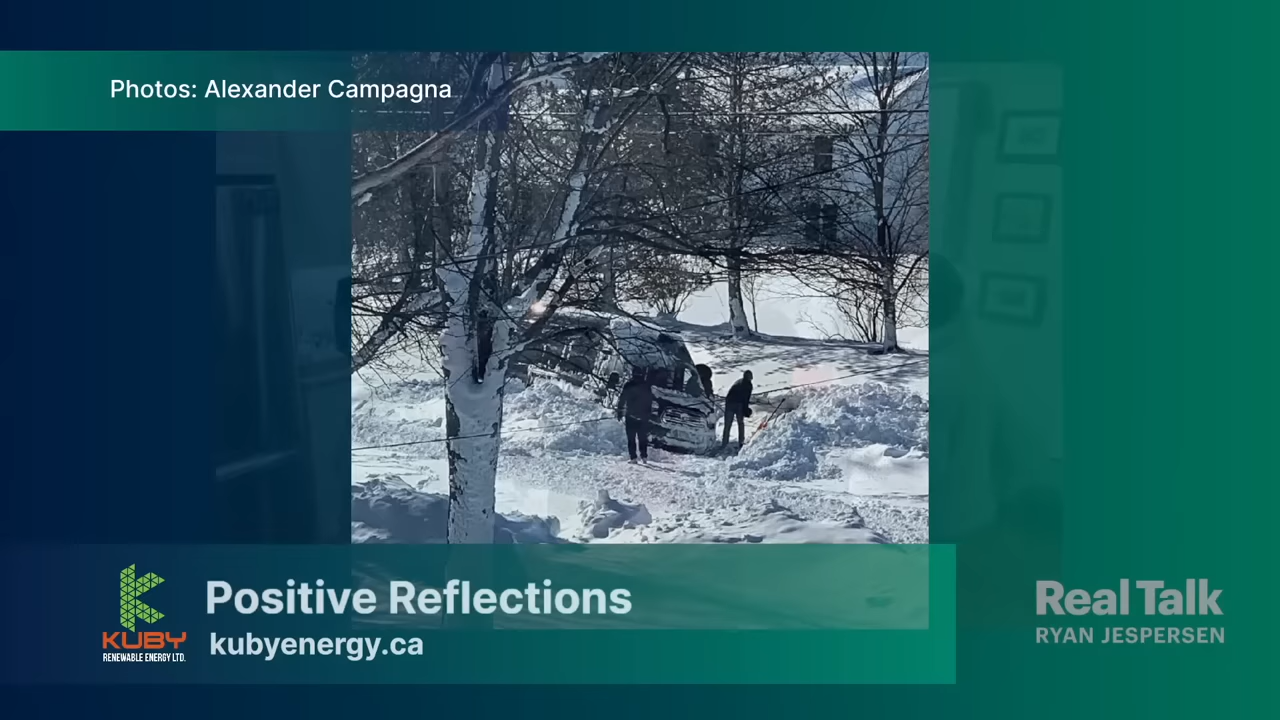 Photos: Alexander Campagna
Positive Reflections
kubyenergy.ca
KUBY
RENEWABLE ENERGY LTD.
Real Talk
RYAN JESPERSEN